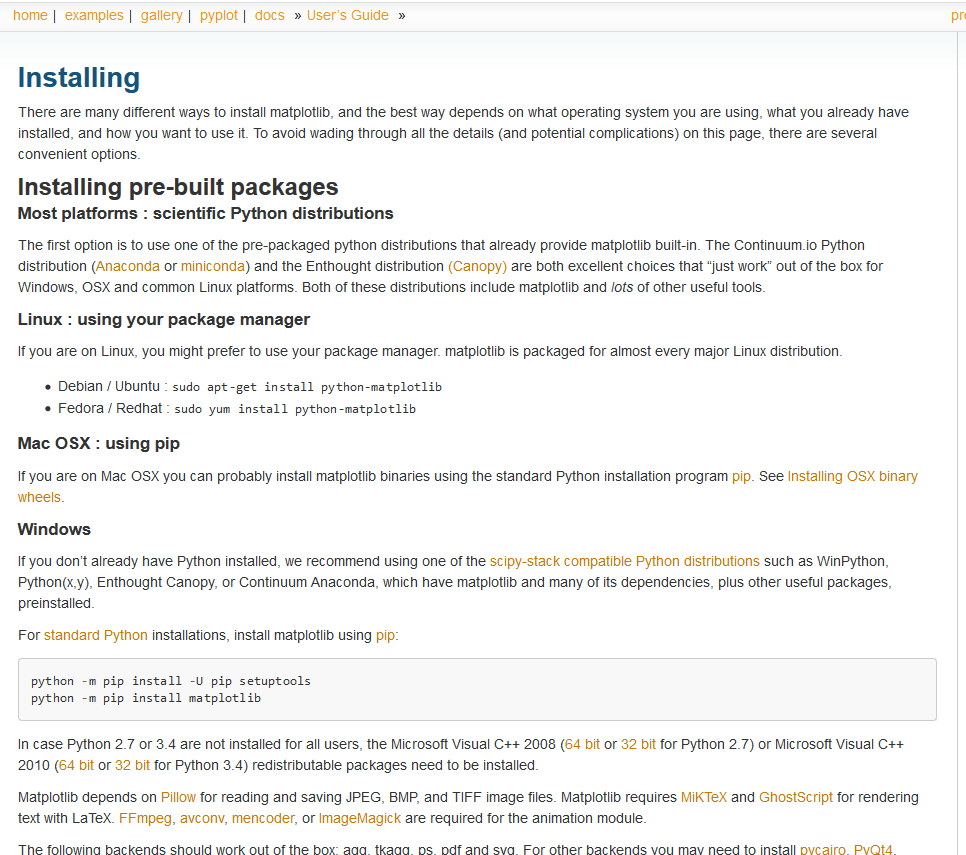 home | examples | gallery | pyplot | docs » User's Guide »
Installing
There are many different ways to install matplotlib, and the best way depends on what operating system you are using, what you already have
installed, and how you want to use it. To avoid wading through all the details (and potential complications) on this page, there are several
convenient options.
Installing pre-built packages
Most platforms : scientific Python distributions
The first option is to use one of the pre-packaged python distributions that already provide matplotlib built-in. The Continuum.io Python
distribution (Anaconda or miniconda) and the Enthought distribution (Canopy) are both excellent choices that “just work” out of the box for
Windows, OSX and common Linux platforms. Both of these distributions include matplotlib and lots of other useful tools.
Linux : using your package manager
If you are on Linux, you might prefer to use your package manager. matplotlib is packaged for almost every major Linux distribution.
• Debian / Ubuntu : sudo apt-get install python-matplotlib
• Fedora / Redhat : sudo yum install python-matplotlib
Mac OSX : using pip
If you are on Mac OSX you can probably install matplotlib binaries using the standard Python installation program pip. See Installing OSX binary
wheels.
Windows
If you don’t already have Python installed, we recommend using one of the scipy-stack compatible Python distributions such as WinPython,
Python(x,y), Enthought Canopy, or Continuum Anaconda, which have matplotlib and many of its dependencies, plus other useful packages,
preinstalled.
For standard Python installations, install matplotlib using pip:
python -m pip install -U pip setuptools
python -m pip install matplotlib
In case Python 2.7 or 3.4 are not installed for all users, the Microsoft Visual C++ 2008 (64 bit or 32 bit for Python 2.7) or Microsoft Visual C++
2010 (64 bit or 32 bit for Python 3.4) redistributable packages need to be installed.
Matplotlib depends on Pillow for reading and saving JPEG, BMP, and TIFF image files. Matplotlib requires MiKTeX and GhostScript for rendering
text with LaTeX. FFmpeg, avconv, mencoder, or ImageMagick are required for the animation module.
The following backends should work out of the box: agg, tkagg, ps, pdf and svg. For other backends you may need to install pycairo, PyQt4,